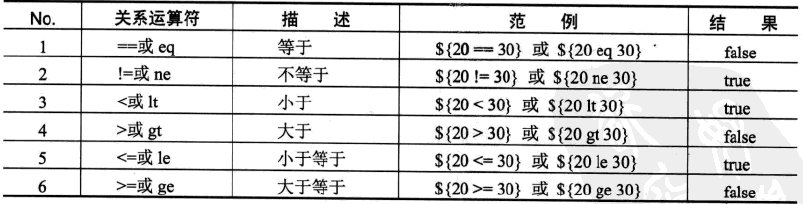 No. 关系运算符 描 述 范 例 结 果
1 ==或 eq 等于 ${20 == 30} 或 ${20 eq 30} false
2 !=或 ne 不等于 ${20 != 30} 或 ${20 ne 30} true
3 <或 lt 小于 ${20 < 30} 或 ${20 lt 30} true
4 >或 gt 大于 ${20 > 30} 或 ${20 gt 30} false
5 <=或 le 小于等于 ${20 <= 30} 或 ${20 le 30} true
6 >=或 ge 大于等于 ${20 >= 30} 或 ${20 ge 30} false